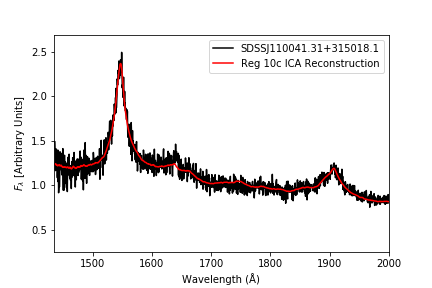 SDSSJ110041.31+315018.1
Reg 10c ICA Reconstruction
2.5
2.0
1.5
1.0
0.5
F_λ [Arbitrary Units]
1500 1600 1700 1800 1900 2000
Wavelength (Å)